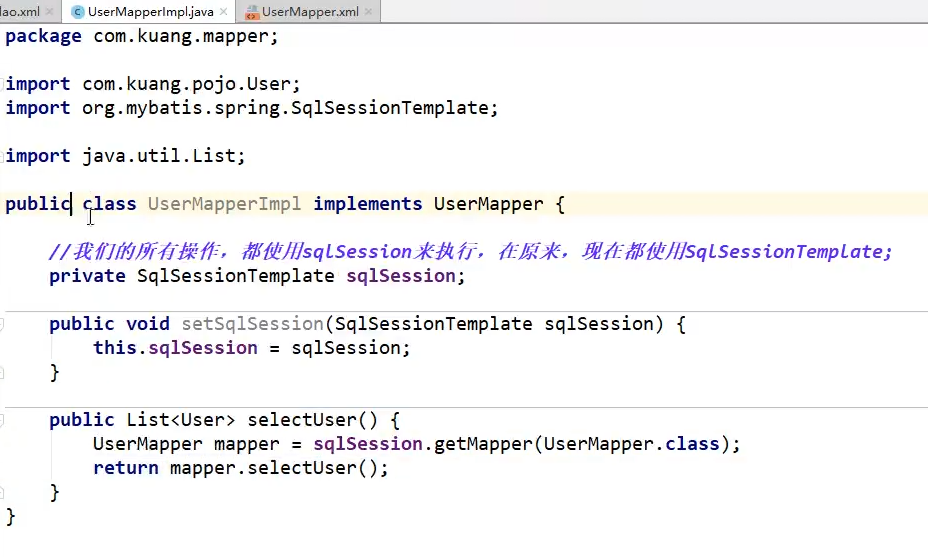 ao.xml UserMapperImpl.java UserMapper.xml
package com.kuang.mapper;
import com.kuang.pojo.User;
import org.mybatis.spring.SqlSessionTemplate;
import java.util.List;
public class UserMapperImpl implements UserMapper {
//我们的所有操作，都使用sqlSession来执行，在原来，现在都使用SqlSessionTemplate;
private SqlSessionTemplate sqlSession;
public void setSqlSession(SqlSessionTemplate sqlSession) {
this.sqlSession = sqlSession;
}
public List<User> selectUser() {
UserMapper mapper = sqlSession.getMapper(UserMapper.class);
return mapper.selectUser();
}
}